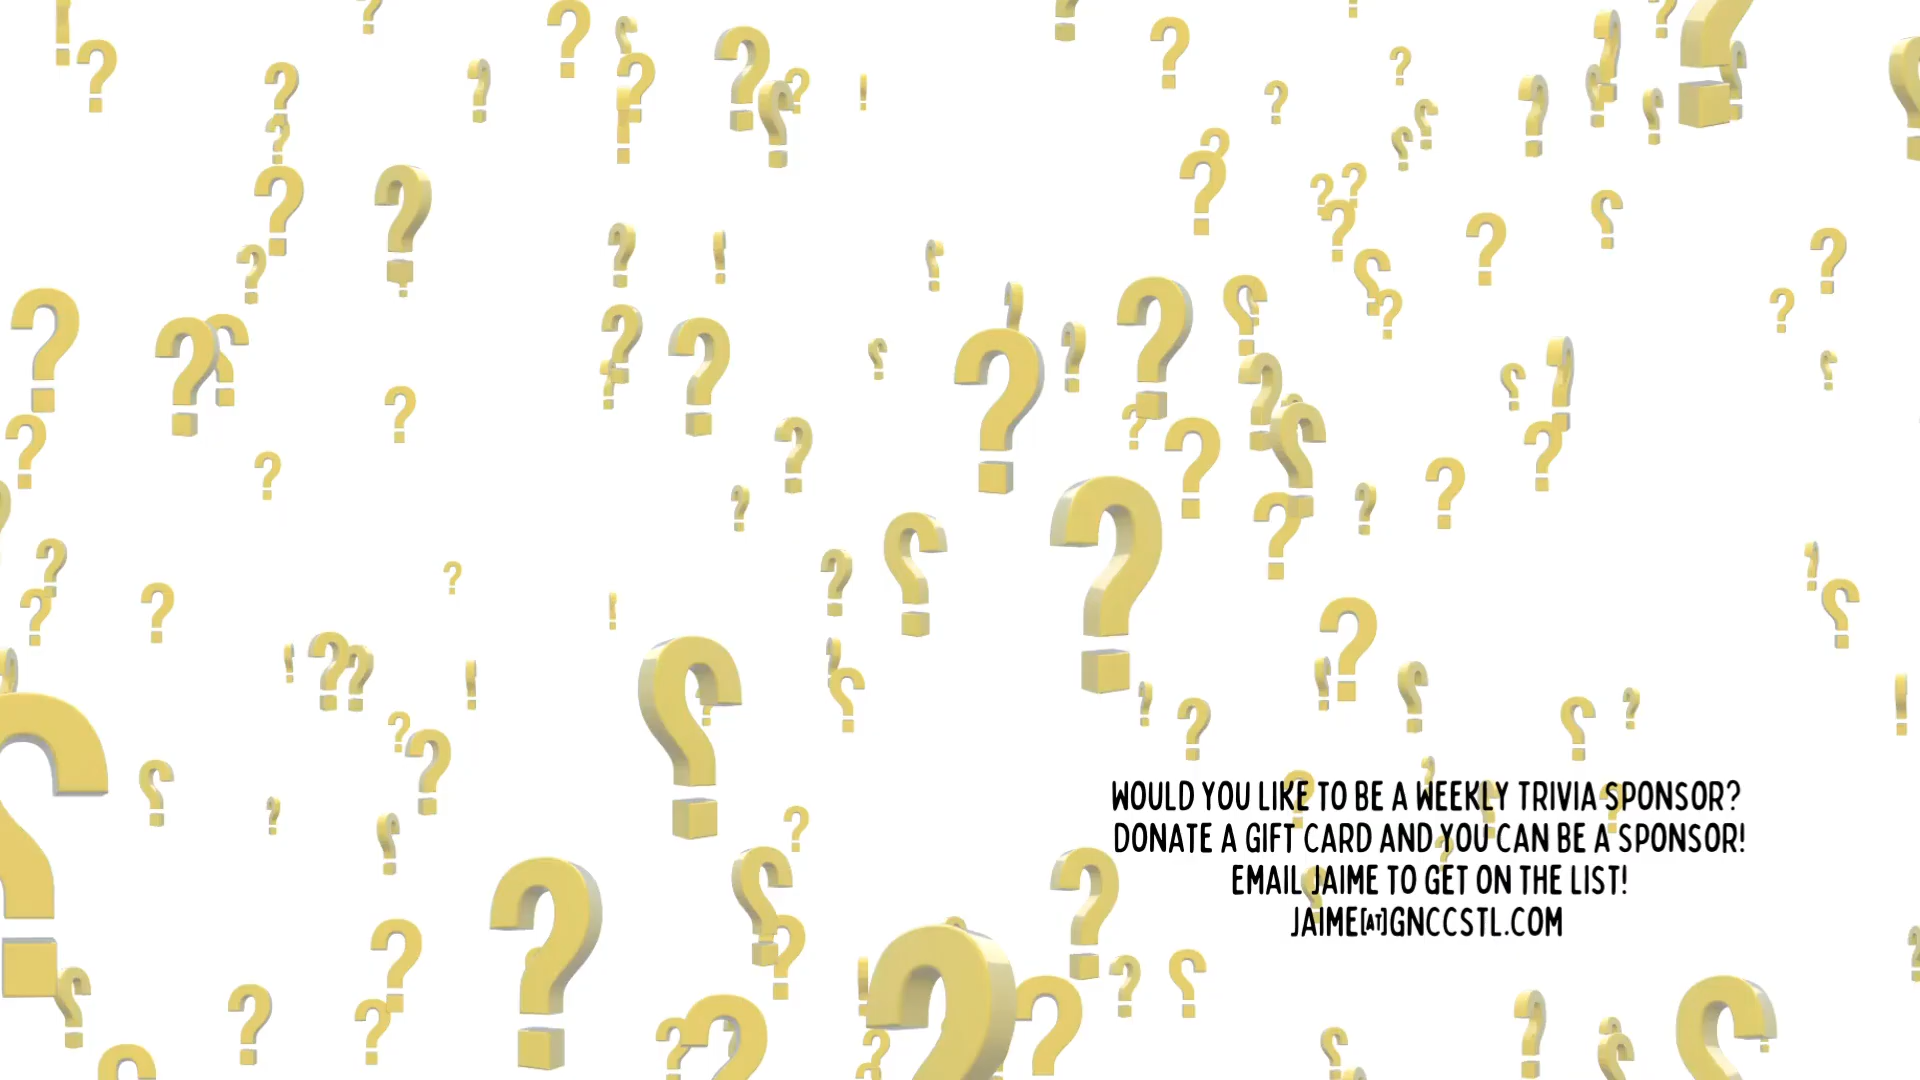 WOULD YOU LIKE TO BE A WEEKLY TRIVIA SPONSOR?
DONATE A GIFT CARD AND YOU CAN BE A SPONSOR!
EMAIL JAIME TO GET ON THE LIST!
JAIME[AT]GNCCSTL.COM